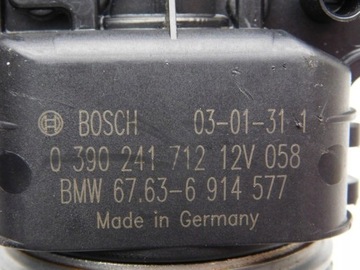 BOSCH 03-01-31 1
0 390 241 712 12V 058
BMW 67.63-6 914 577
Made in Germany